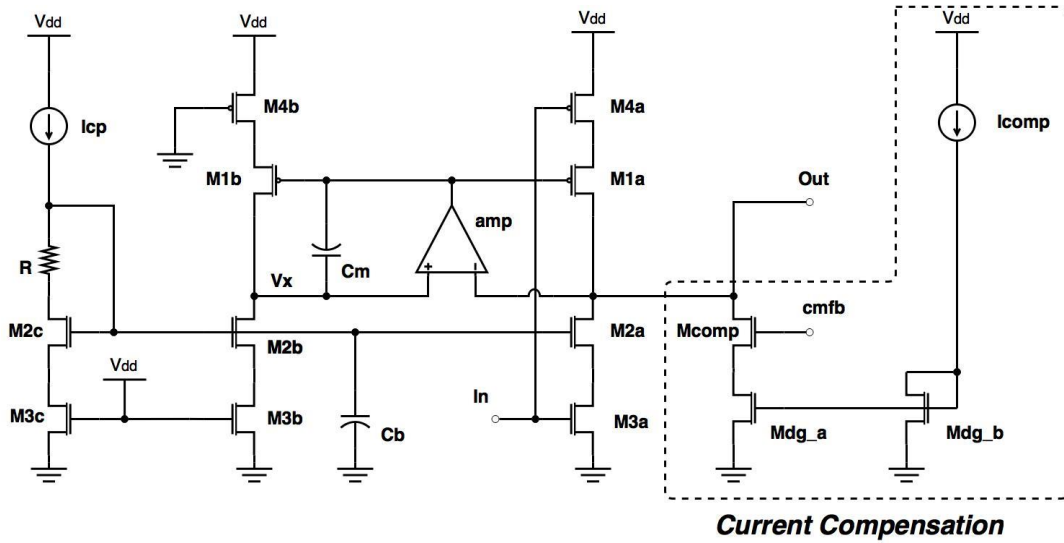 Vdd
Vdd
Vdd
Vdd
M4b
M4a
Icp
Icomp
M1b
M1a
Out
amp
R
Cm
+
-
Vx
cmfb
M2c
M2b
M2a
Mcomp
Vdd
In
M3c
M3b
Cb
M3a
Mdg_a
Mdg_b
Current Compensation